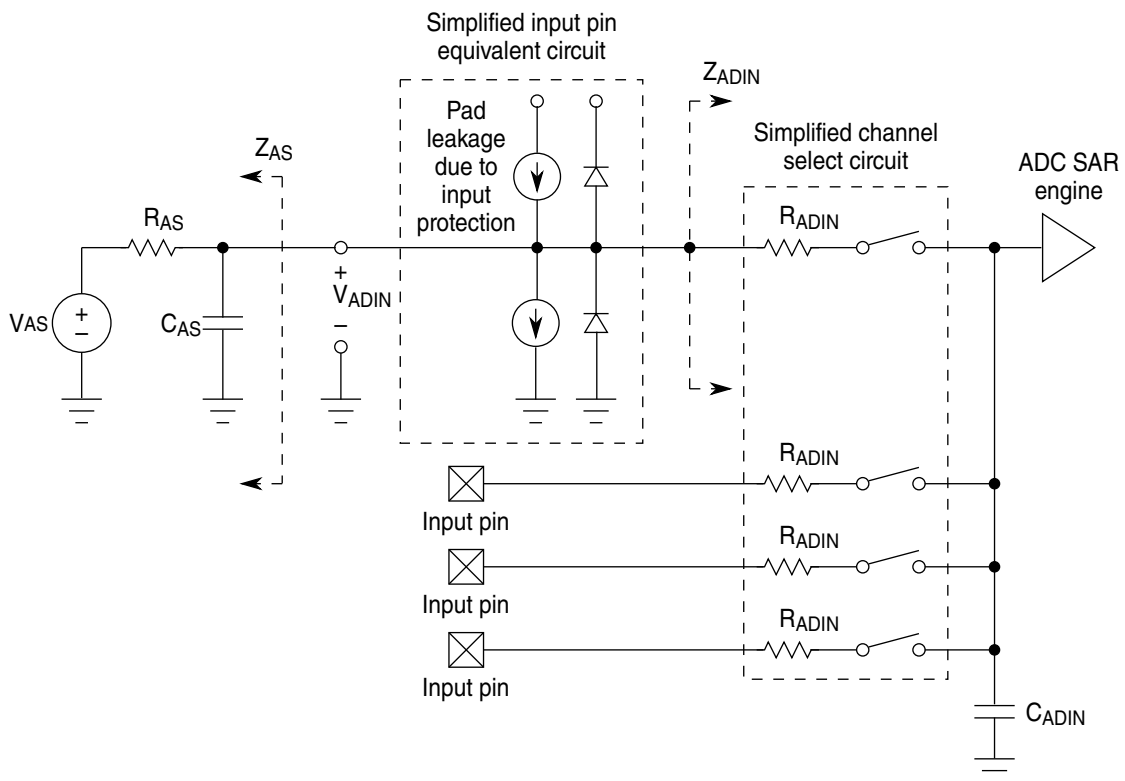 Simplified input pin
equivalent circuit
ZADIN
Pad
leakage
due to
input
protection
Simplified channel
select circuit
ADC SAR
engine
ZAS
RAS
RADIN
+
VADIN
−
VAS
+
−
CAS
RADIN
Input pin
RADIN
Input pin
RADIN
Input pin
CADIN